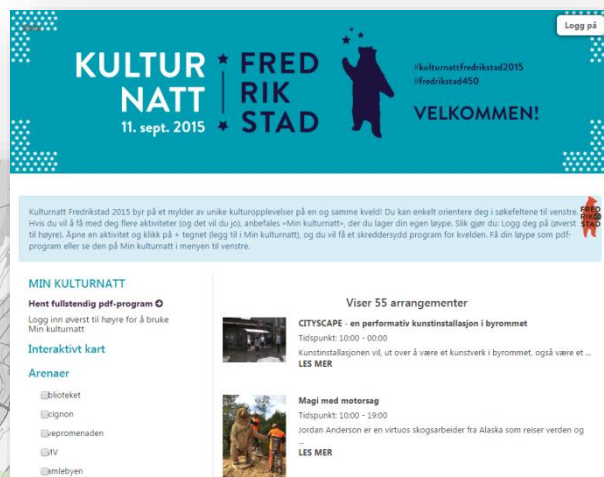 Logg på
KULTUR
NATT
11. sept. 2015
FRED
RIK
STAD
#kulturnattfredrikstad2015
#fredrikstad450
VELKOMMEN!
Kulturnatt Fredrikstad 2015 byr på et mylder av unike kulturopplevelser på en og samme kveld! Du kan enkelt orientere deg i søkefeltene til venstre.
Hvis du vil å få med deg flere aktiviteter (og det vil du jo), anbefales «Min kulturnatt», der du lager din egen løype. Slik gjør du: Logg deg på (øverst
til høyre). Åpne en aktivitet og klikk på + tegnet (legg til i Min kulturnatt), og du vil få et skreddersydd program for kvelden. Få din løype som pdf-
program eller se den på Min kulturnatt i menyen til venstre.
FRED
RIKSD
STAD
MIN KULTURNATT
Hent fullstendig pdf-program
Logg inn øverst til høyre for å bruke
Min kulturnatt
Interaktivt kart
Arenaer
blioteket
cignon
vepromenaden
MV
amlebyen
Viser 55 arrangementer
CITYSCAPE - en performativ kunstinstallasjon i byrommet
Tidspunkt: 10:00 - 00:00
Kunstinstallasjonen vil, ut over å være et kunstverk i byrommet, også være et ...
LES MER
Magi med motorsag
Tidspunkt: 10:00 - 19:00
Jordan Anderson er en virtuos skogsarbeider fra Alaska som reiser verden og
...
LES MER